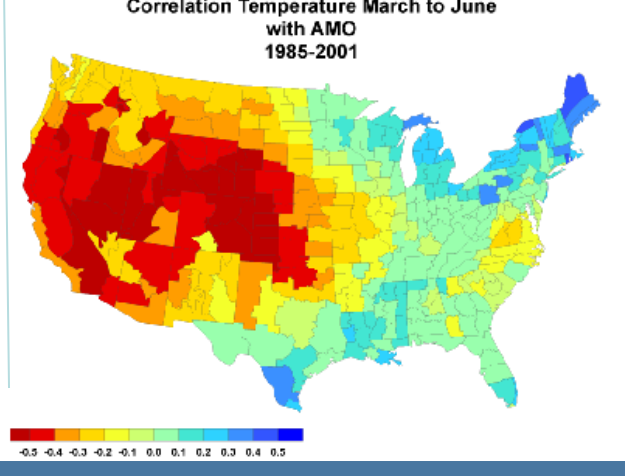 Correlation Temperature March to June
with AMO
1985-2001
-0.5 -0.4 -0.3 -0.2 -0.1 0.0 0.1 0.2 0.3 0.4 0.5